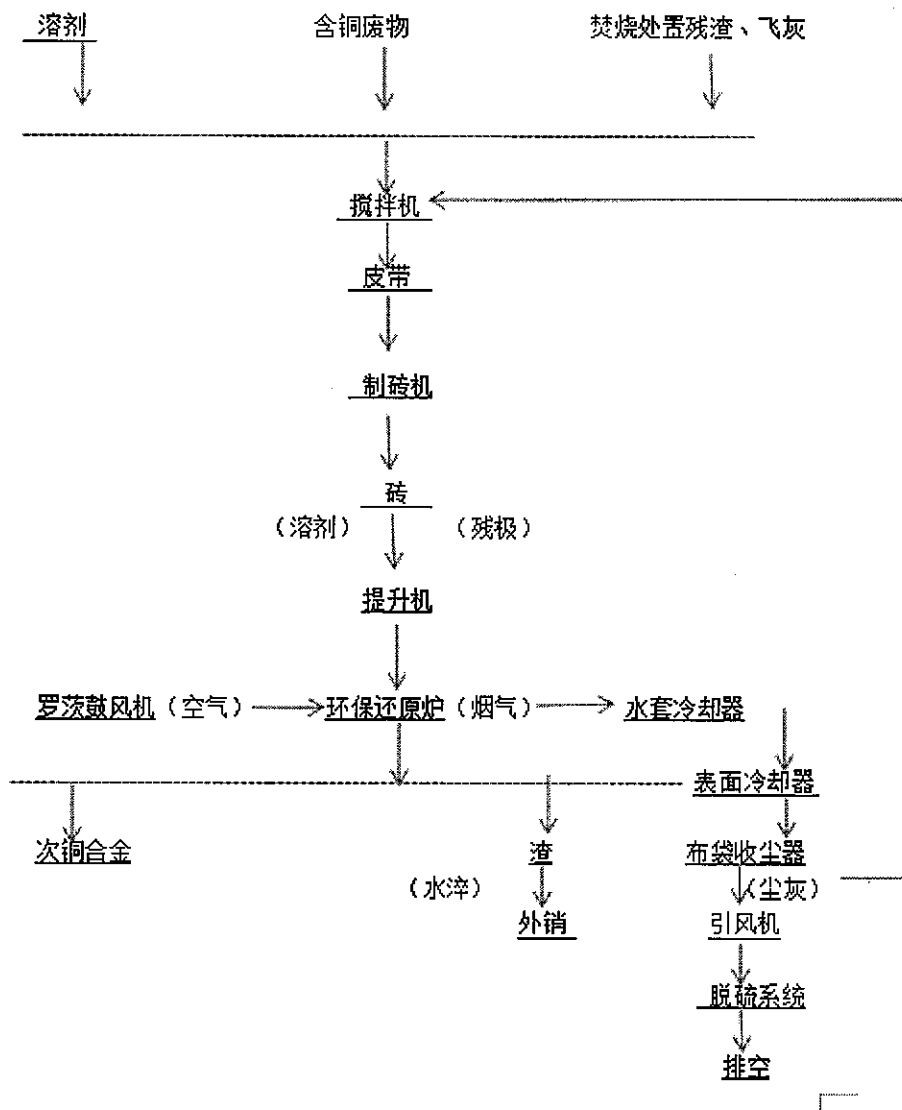 溶剂 含铜废物 焚烧处置残渣、飞灰
搅拌机
皮带
制砖机
砖
（溶剂） （残极）
提升机
罗茨鼓风机（空气） 环保还原炉（烟气） 水套冷却器
表面冷却器
次铜合金 渣 布袋收尘器
（水淬） （尘灰）
外销 引风机
脱硫系统
排空